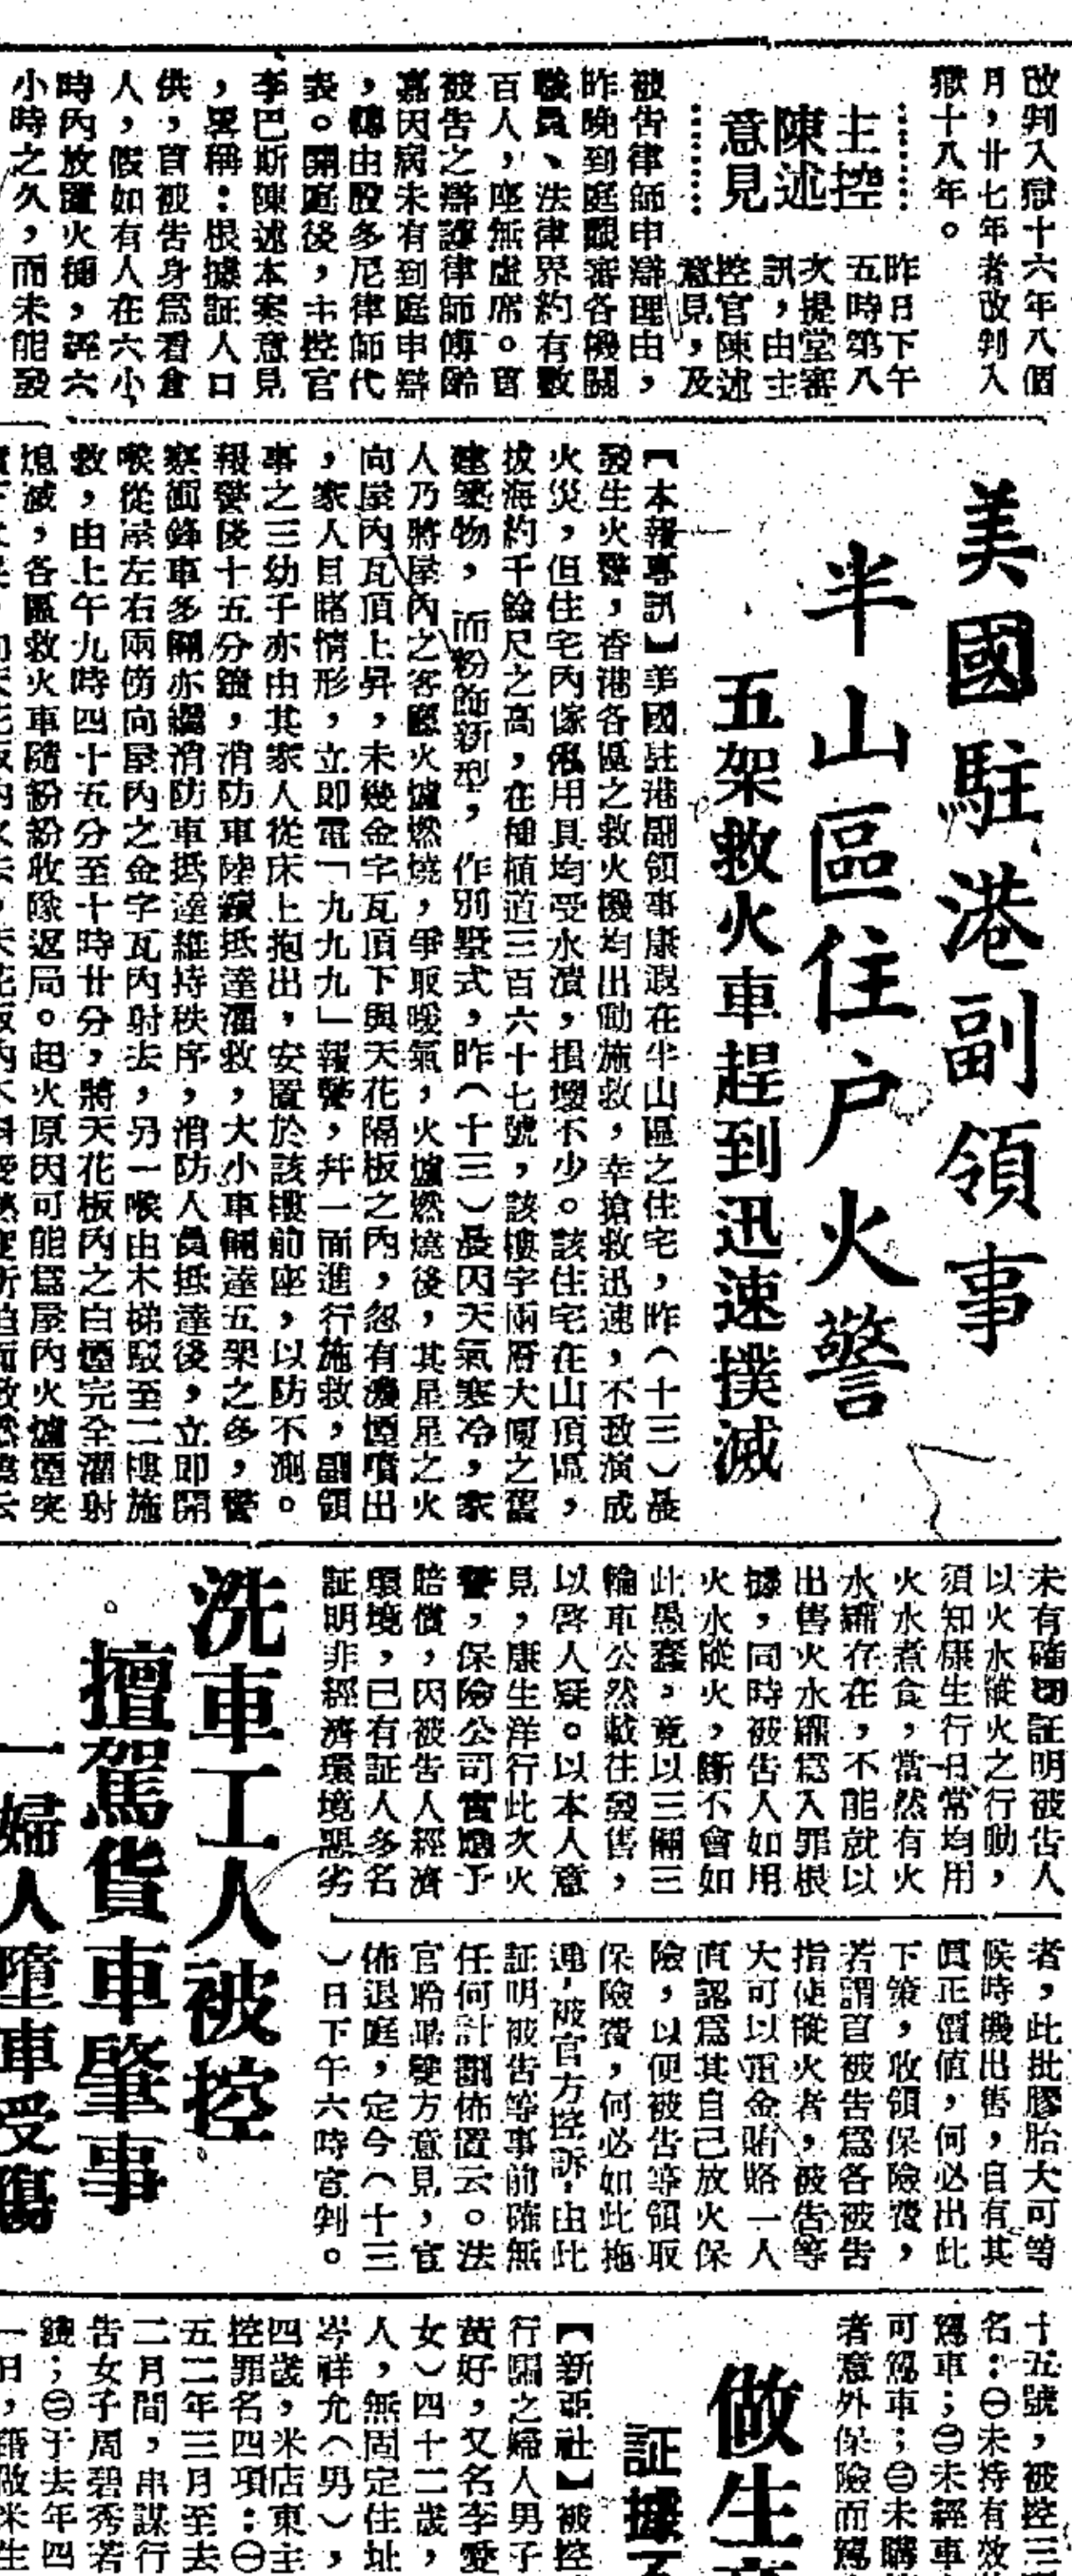 改判入獄十六年八個
月，廿七年者改判入
獄十八年。
主控
陳述
意見
昨日下午
五時第八
次提堂審
訊，由主
控官陳述
意見，及
被告律師申辯理由，
昨晚到庭聽審各機關
職員、法律界約有數
百人，座無虛席。首
被告之辯護律師傅齡
嘉因病未有到庭申辯
，轉由股多尼律師代
表。開庭後，主控官
李巴斯陳述本案意見
，畧稱：根據証人口
供，首被告身爲看倉
人，假如有人在六小
時內放置火種，經六
小時之久，而未能發
美國駐港副領事
半山區住户火警
五架救火車趕到迅速撲滅
【本報專訊】美國駐港副領事康混在半山區之住宅，昨（十三）晨
發生火警，香港各區之救火機均出動施救，幸搶救迅速，不致演成
火災，但住宅內傢俬用具均受水漬，損壞不少。該住宅在山頂區，
拔海約千餘尺之高，在種植道三百六十七號，該樓宇兩層大廈之舊
建築物，而粉飾新型，作別墅式，昨（十三）晨因天氣寒冷，家
人乃將屋內之客廳火爐燃燒，爭取暖氣，火爐燃燒後，其星星之火
向屋內瓦頂上昇，未幾金字瓦頂下與天花隔板之內，忽有濃煙噴出
，家人目睹情形，立即電「九九九」報警，幷一面進行施救，副領
事之三幼子亦由其家人從床上抱出，安置於該樓前座，以防不測。
報警後十五分鐘，消防車陸續抵達灌救，大小車輛達五架之多，警
察衝鋒車多輛亦繼消防車抵達維持秩序，消防人員抵達後，立即開
喉從屋左右兩傍向屋內之金字瓦內射去，另一喉由木梯駁至二樓施
救，由上午九時四十五分至十時廿分，將天花板內之白煙完全灌射
熄滅，各區救火車隨紛紛收隊返局。起火原因可能爲屋內火爐煙突
未有確切証明被告人
以火水縱火之行動，
須知康生行日常均用
火水煮食，當然有火
水罐存在，不能就以
出售火水罐爲入罪根
據，同時被告人如用
火水縱火，斷不會如
此愚蠢，竟以三輛三
輪車公然載往發售，
以啓人疑。以本人意
見，康生洋行此次火
警，保險公司實應予
賠償，因被告人經濟
環境，已有証人多名
証明非經濟環境惡劣
者，此批膠胎大可等
候時機出售，自有其
眞正價值，何必出此
下策，收領保險費，
若謂首被告爲各被告
指使縱火者，被告等
大可以重金賄賂一人
直認爲其自己放火保
險，以便被告等領取
保險費，何必如此拖
連，被官方控訴，由此
証明被告等事前確無
任何計劃佈置云。法
官聆畢雙方意見，宣
佈退庭，定今（十三
）日下午六時宣判。
洗車工人被控
擅駕貨車肇事
一婦人墮車受傷
十五號，被控三
名：㊀未持有效
駕車；㊁未經車
可駕車；㊂未購
者意外保險而駕
做生
証據
【新亞社】被控
行騙之婦人男子
黃好，又名李愛
女）四十二歲，
人，無固定住址
岑祥允（男），
四歲，米店東主
控罪名四項：㊀
五二年三月至去
二月間，串謀行
告女子周碧秀若
錢；㊁于去年四
一日，藉做米生